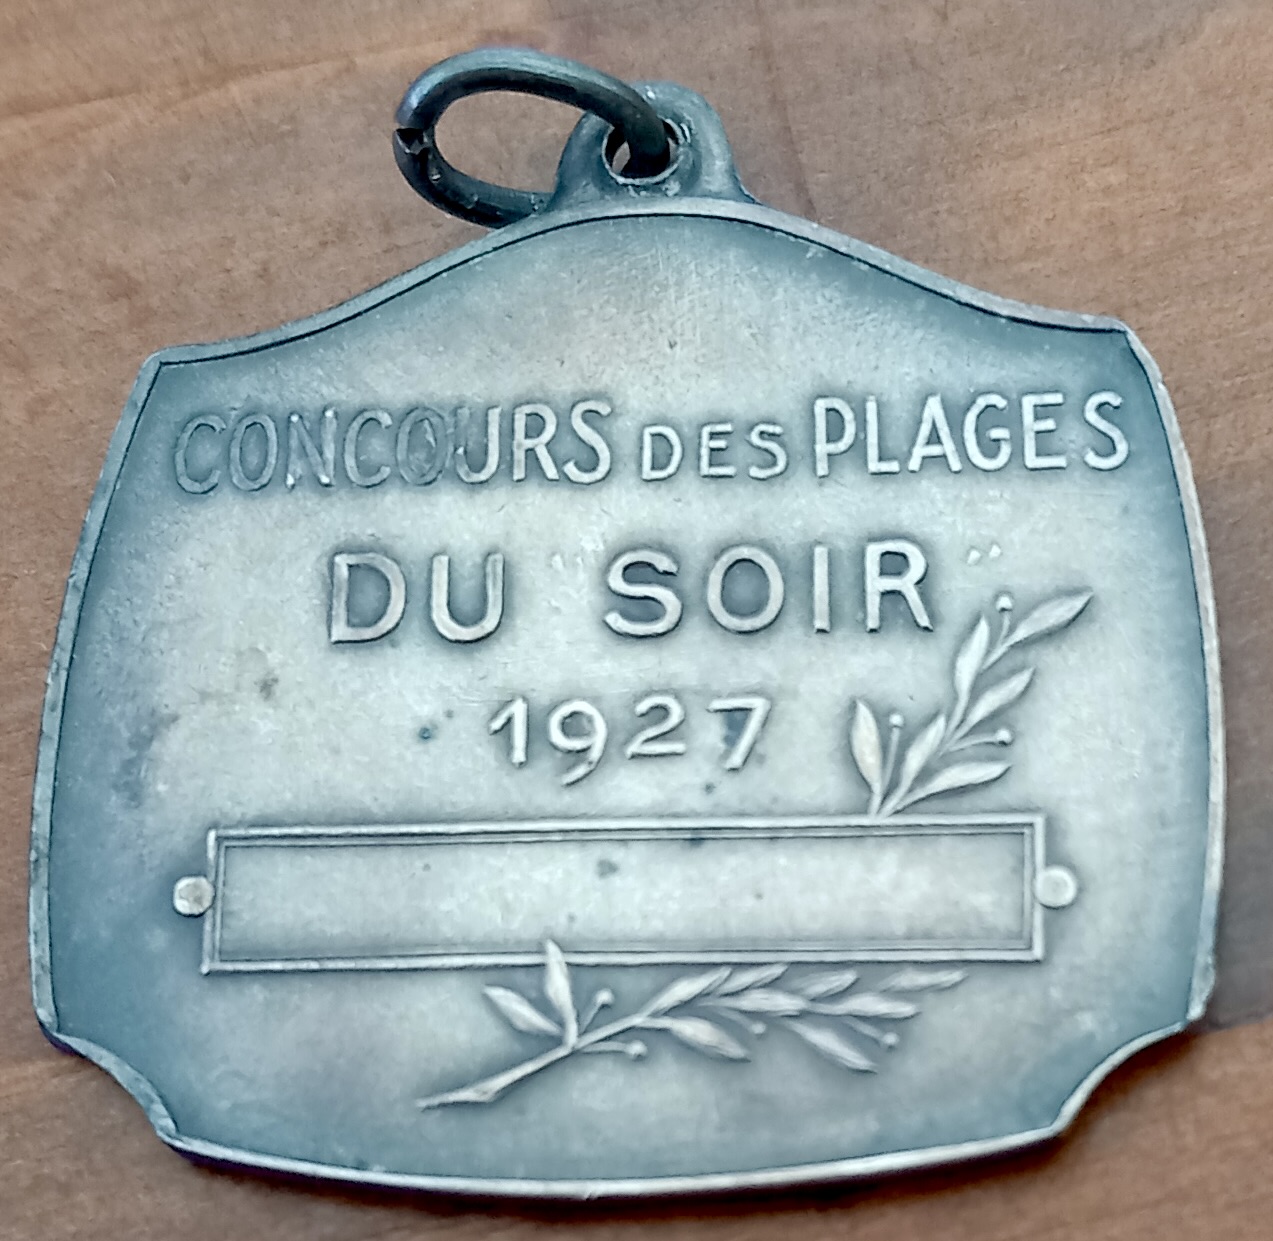 CONCOURS DES PLAGES
DU "SOIR"
1927